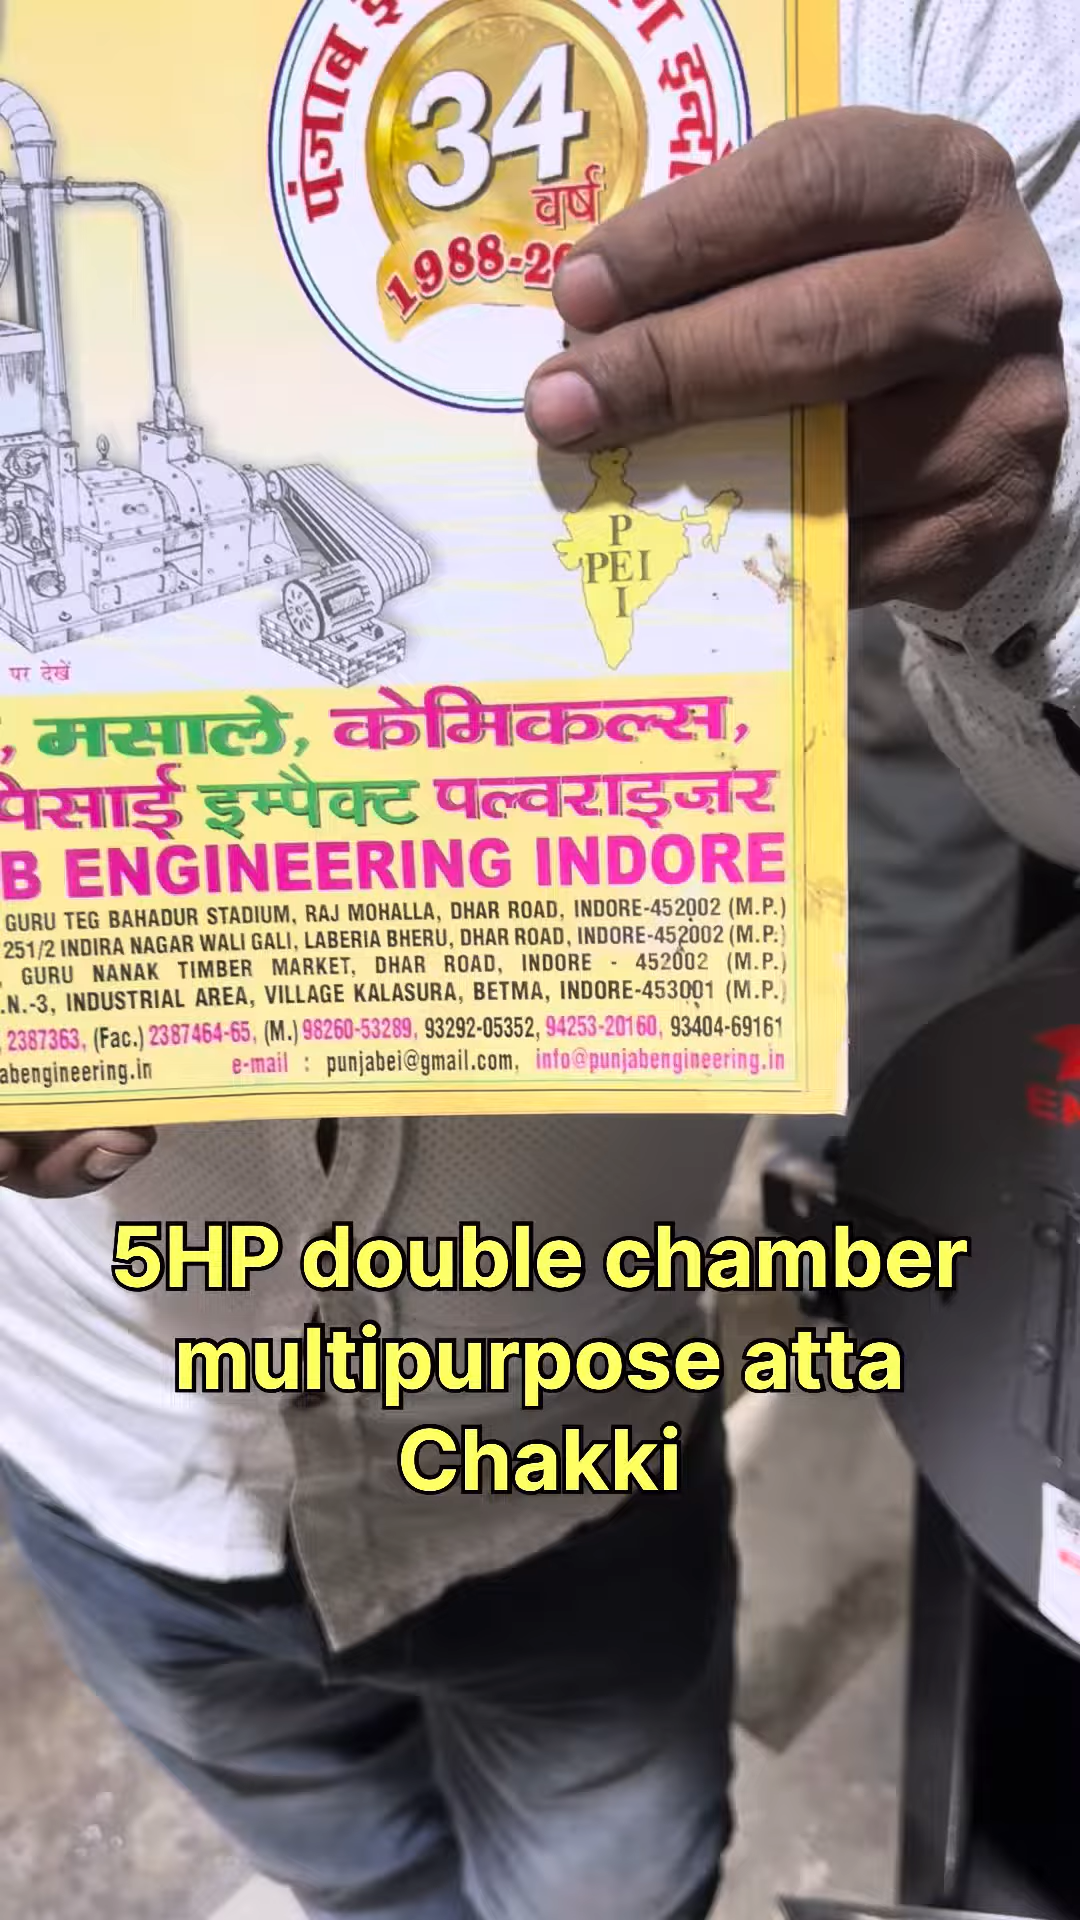 पंजाब
34
वर्ष
1988-20
P
PEI
I
पर देखें
, मसाले, केमिकल्स,
पिसाई इम्पैक्ट पल्वराइज़र
B ENGINEERING INDORE
GURU TEG BAHADUR STADIUM, RAJ MOHALLA, DHAR ROAD, INDORE-452002 (M.P.)
251/2 INDIRA NAGAR WALI GALI, LABERIA BHERU, DHAR ROAD, INDORE-452002 (M.P.)
, GURU NANAK TIMBER MARKET, DHAR ROAD, INDORE - 452002 (M.P.)
.N.-3, INDUSTRIAL AREA, VILLAGE KALASURA, BETMA, INDORE-453001 (M.P.)
, 2387363, (Fac.) 2387464-65, (M.) 98260-53289, 93292-05352, 94253-20160, 93404-69161
abengineering.in e-mail : punjabei@gmail.com, info@punjabengineering.in
5HP double chamber
multipurpose atta
Chakki